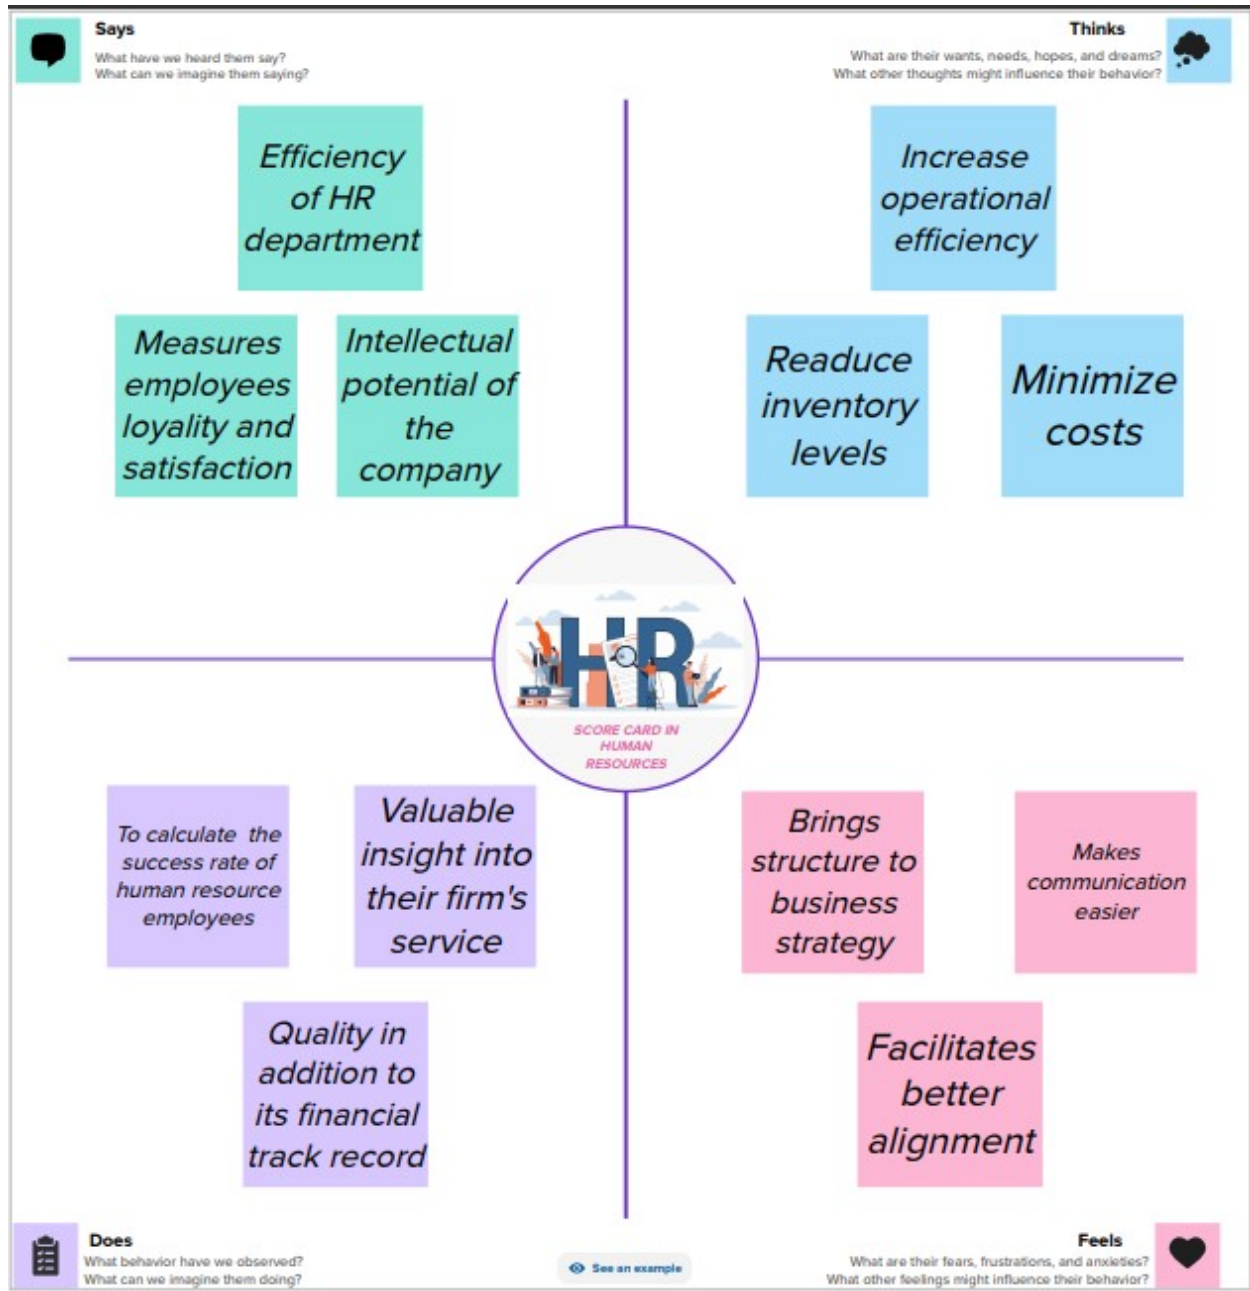 Says
What have we heard them say?
What can we imagine them saying?
Thinks
What are their wants, needs, hopes, and dreams?
What other thoughts might influence their behavior?
Efficiency
of HR
department
Measures
employees
loyality and
satisfaction
Intellectual
potential of
the
company
Increase
operational
efficiency
Readuce
inventory
levels
Minimize
costs
HR
SCORE CARD IN
HUMAN
RESOURCES
To calculate the
success rate of
human resource
employees
Valuable
insight into
their firm's
service
Quality in
addition to
its financial
track record
Brings
structure to
business
strategy
Makes
communication
easier
Facilitates
better
alignment
Does
What behavior have we observed?
What can we imagine them doing?
See an example
Feels
What are their fears, frustrations, and anxieties?
What other feelings might influence their behavior?